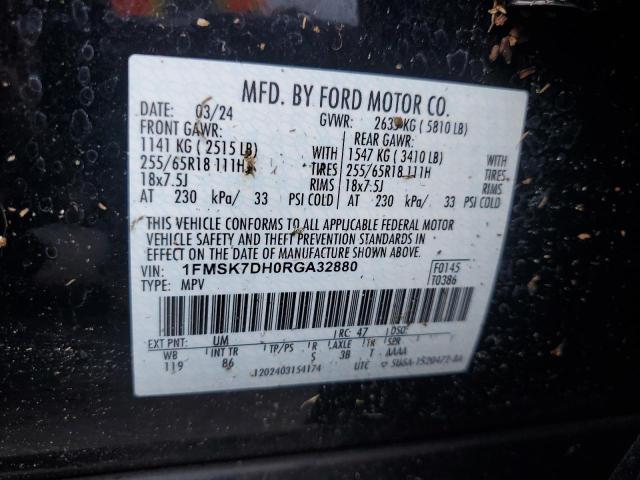 MFD. BY FORD MOTOR CO.
DATE: 03/24 GVWR: 2635 KG ( 5810 LB)
FRONT GAWR: REAR GAWR:
1141 KG ( 2515 LB) WITH 1547 KG ( 3410 LB) WITH
255/65R18 111H TIRES 255/65R18 111H TIRES
18x7.5J RIMS 18x7.5J RIMS
AT 230 kPa/ 33 PSI COLD AT 230 kPa/ 33 PSI COLD
THIS VEHICLE CONFORMS TO ALL APPLICABLE FEDERAL MOTOR
VEHICLE SAFETY AND THEFT PREVENTION STANDARDS IN
EFFECT ON THE DATE OF MANUFACTURE SHOWN ABOVE.
VIN: 1FMSK7DH0RGA32880 F0145
TYPE: MPV T0386
EXT PNT: UM RC: 47 DSO:
WB INT TR TP/PS R AXLE TR SPR
119 86 S 3B T AAAA
J202403154174 UTC